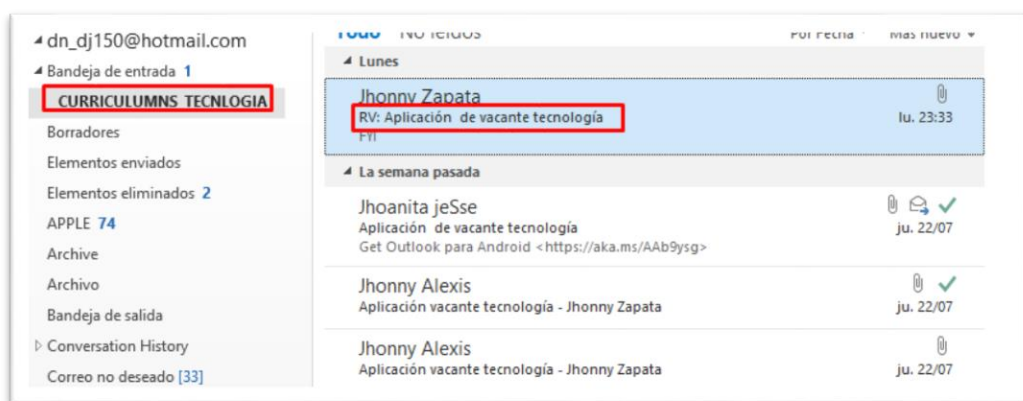 dn_dj150@hotmail.com
Bandeja de entrada 1
CURRICULUMNS TECNLOGIA
Borradores
Elementos enviados
Elementos eliminados 2
APPLE 74
Archive
Archivo
Bandeja de salida
Conversation History
Correo no deseado [33]
Todo No leídos Por Fecha Más nuevo
Lunes
Jhonny Zapata
RV: Aplicación de vacante tecnología lu. 23:33
FYI
La semana pasada
Jhoanita jeSse
Aplicación de vacante tecnología ju. 22/07
Get Outlook para Android <https://aka.ms/AAb9ysg>
Jhonny Alexis
Aplicación vacante tecnología - Jhonny Zapata ju. 22/07
Jhonny Alexis
Aplicación vacante tecnología - Jhonny Zapata ju. 22/07